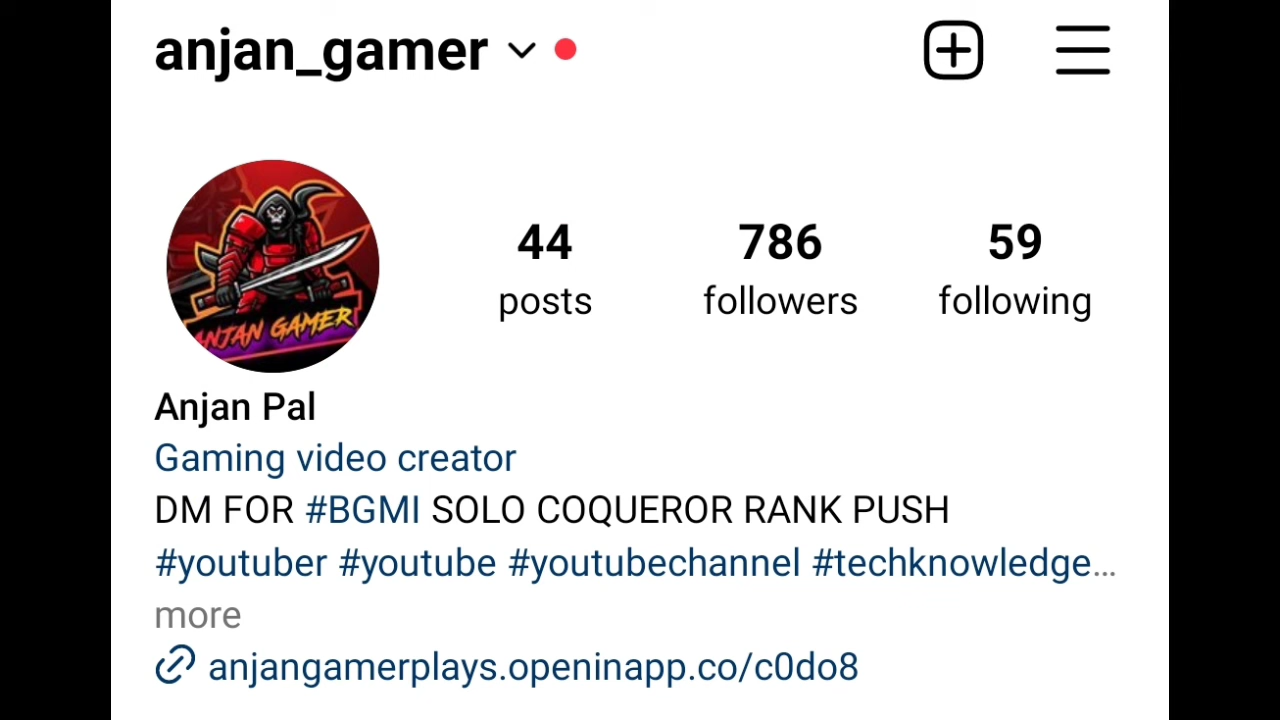 anjan_gamer
44 786 59
posts followers following
ANJAN GAMER
Anjan Pal
Gaming video creator
DM FOR #BGMI SOLO COQUEROR RANK PUSH
#youtuber #youtube #youtubechannel #techknowledge...
more
anjangamerplays.openinapp.co/c0do8